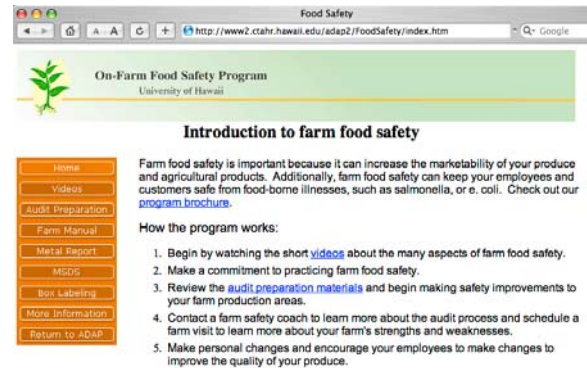 Food Safety
A A C + http://www2.ctahr.hawaii.edu/adap2/FoodSafety/index.htm Q Google
On-Farm Food Safety Program
University of Hawaii
Introduction to farm food safety
Home
Videos
Audit Preparation
Farm Manual
Metal Report
MSDS
Box Labeling
More Information
Return to ADAP
Farm food safety is important because it can increase the marketability of your produce
and agricultural products. Additionally, farm food safety can keep your employees and
customers safe from food-borne illnesses, such as salmonella, or e. coli. Check out our
program brochure.
How the program works:
1. Begin by watching the short videos about the many aspects of farm food safety.
2. Make a commitment to practicing farm food safety.
3. Review the audit preparation materials and begin making safety improvements to
your farm production areas.
4. Contact a farm safety coach to learn more about the audit process and schedule a
farm visit to learn more about your farm's strengths and weaknesses.
5. Make personal changes and encourage your employees to make changes to
improve the quality of your produce.